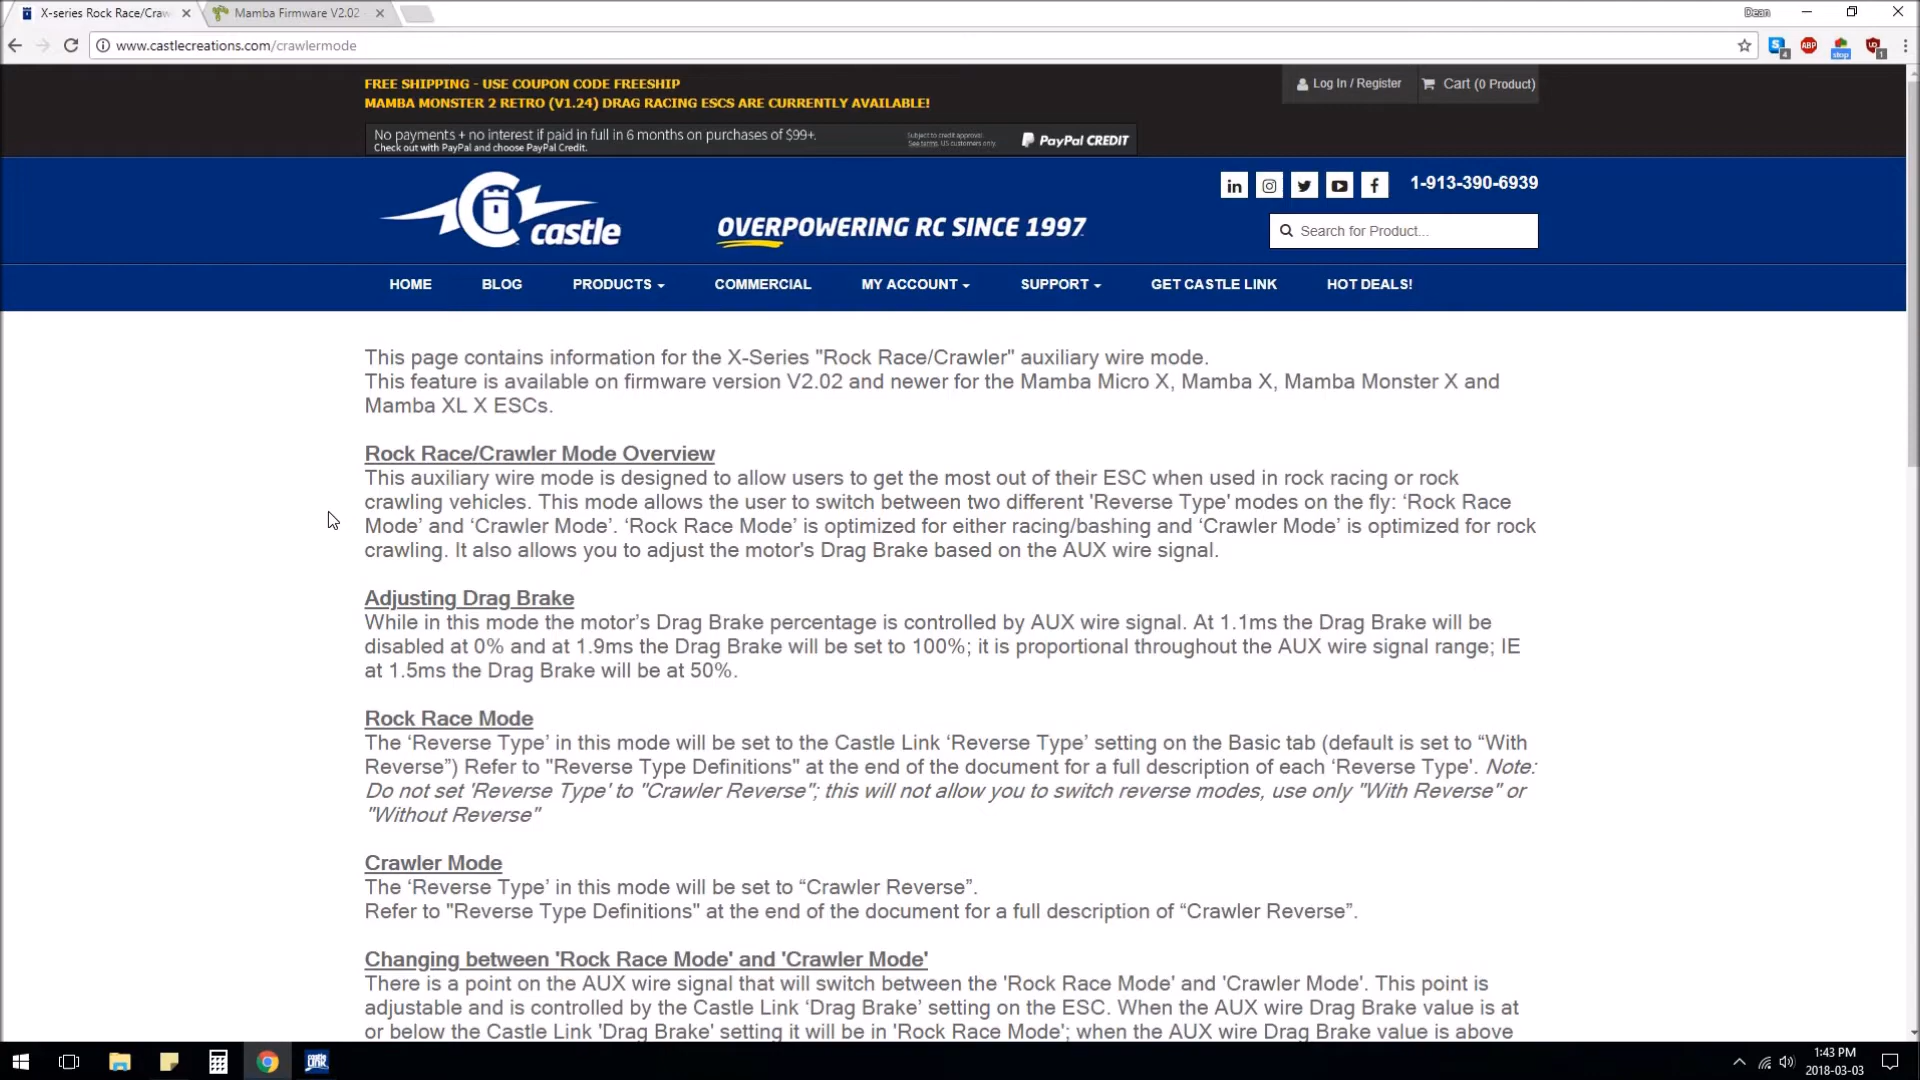 X-series Rock Race/Craw
Mamba Firmware V2.02
Dean
www.castlecreations.com/crawlermode
4
ABP
stop
1
FREE SHIPPING - USE COUPON CODE FREESHIP
MAMBA MONSTER 2 RETRO (V1.24) DRAG RACING ESCS ARE CURRENTLY AVAILABLE!
Log In / Register
Cart (0 Product)
No payments + no interest if paid in full in 6 months on purchases of $99+.
Check out with PayPal and choose PayPal Credit.
Subject to credit approval.
See terms. US customers only.
PayPal CREDIT
castle
OVERPOWERING RC SINCE 1997
1-913-390-6939
Search for Product...
HOME
BLOG
PRODUCTS
COMMERCIAL
MY ACCOUNT
SUPPORT
GET CASTLE LINK
HOT DEALS!
This page contains information for the X-Series "Rock Race/Crawler" auxiliary wire mode.
This feature is available on firmware version V2.02 and newer for the Mamba Micro X, Mamba X, Mamba Monster X and
Mamba XL X ESCs.
Rock Race/Crawler Mode Overview
This auxiliary wire mode is designed to allow users to get the most out of their ESC when used in rock racing or rock
crawling vehicles. This mode allows the user to switch between two different 'Reverse Type' modes on the fly: ‘Rock Race
Mode’ and ‘Crawler Mode’. ‘Rock Race Mode’ is optimized for either racing/bashing and ‘Crawler Mode’ is optimized for rock
crawling. It also allows you to adjust the motor's Drag Brake based on the AUX wire signal.
Adjusting Drag Brake
While in this mode the motor’s Drag Brake percentage is controlled by AUX wire signal. At 1.1ms the Drag Brake will be
disabled at 0% and at 1.9ms the Drag Brake will be set to 100%; it is proportional throughout the AUX wire signal range; IE
at 1.5ms the Drag Brake will be at 50%.
Rock Race Mode
The ‘Reverse Type’ in this mode will be set to the Castle Link ‘Reverse Type’ setting on the Basic tab (default is set to “With
Reverse”) Refer to "Reverse Type Definitions" at the end of the document for a full description of each ‘Reverse Type'. Note:
Do not set 'Reverse Type' to "Crawler Reverse"; this will not allow you to switch reverse modes, use only "With Reverse" or
"Without Reverse"
Crawler Mode
The ‘Reverse Type’ in this mode will be set to “Crawler Reverse”.
Refer to "Reverse Type Definitions" at the end of the document for a full description of “Crawler Reverse”.
Changing between 'Rock Race Mode' and 'Crawler Mode'
There is a point on the AUX wire signal that will switch between the 'Rock Race Mode' and 'Crawler Mode'. This point is
adjustable and is controlled by the Castle Link ‘Drag Brake’ setting on the ESC. When the AUX wire Drag Brake value is at
or below the Castle Link 'Drag Brake' setting it will be in 'Rock Race Mode'; when the AUX wire Drag Brake value is above
castle
LINK
1:43 PM
2018-03-03